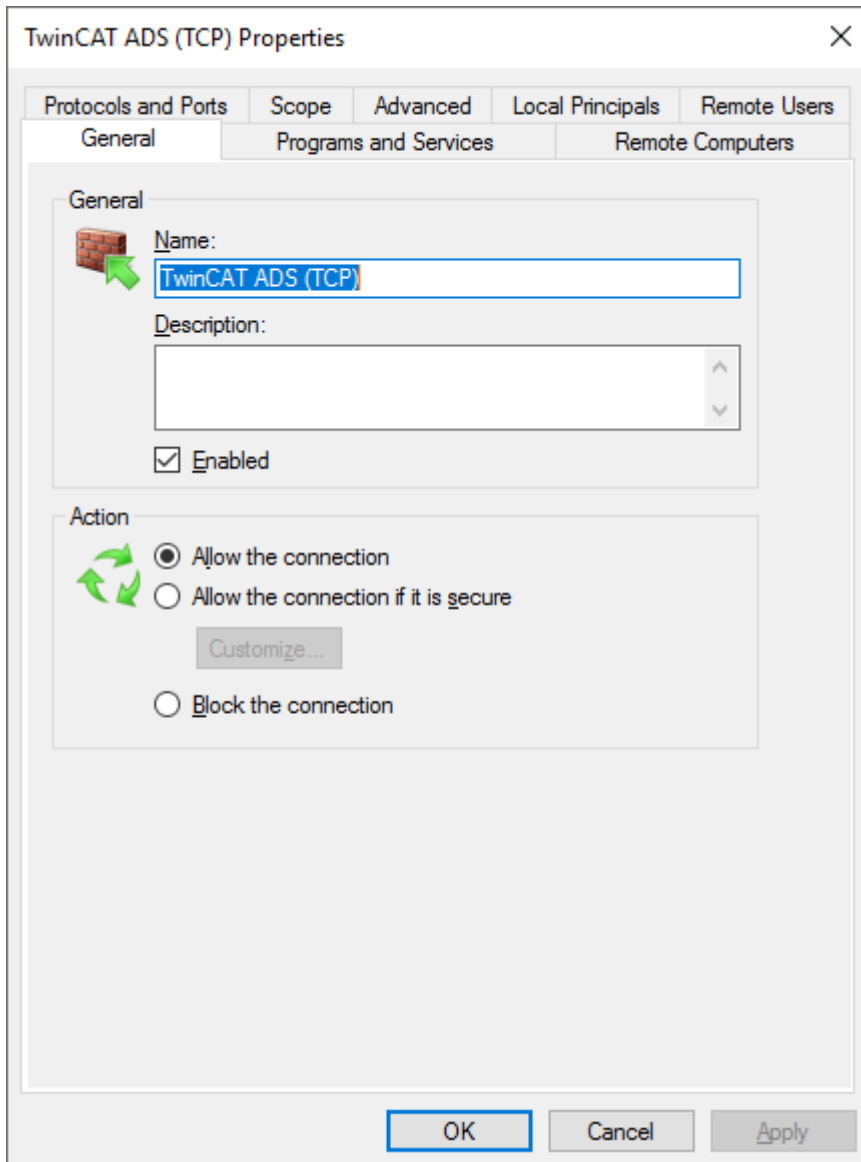 TwinCAT ADS (TCP) Properties
Protocols and Ports Scope Advanced Local Principals Remote Users
General Programs and Services Remote Computers
General
Name:
TwinCAT ADS (TCP)
Description:
Enabled
Action
Allow the connection
Allow the connection if it is secure
Customize...
Block the connection
OK Cancel Apply